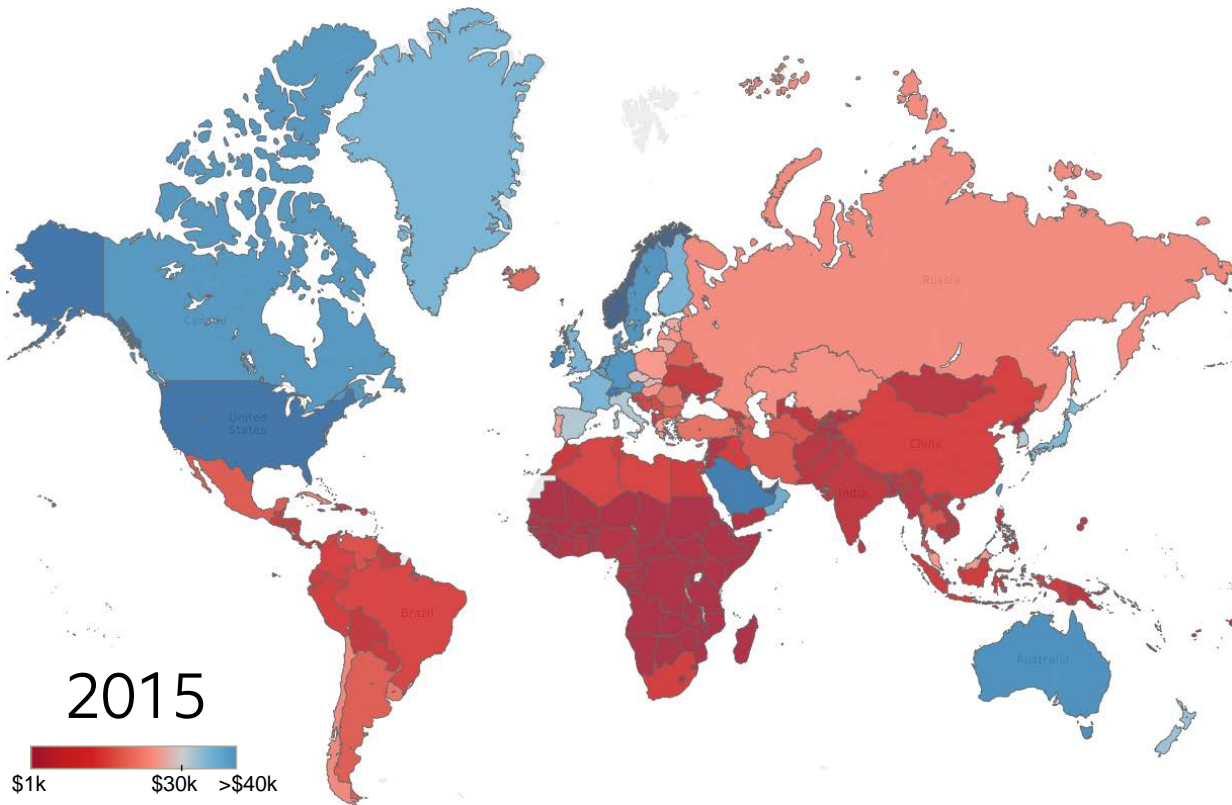 Russia
Canada
United
States
China
India
Brazil
Australia
2015
$1k $30k >$40k